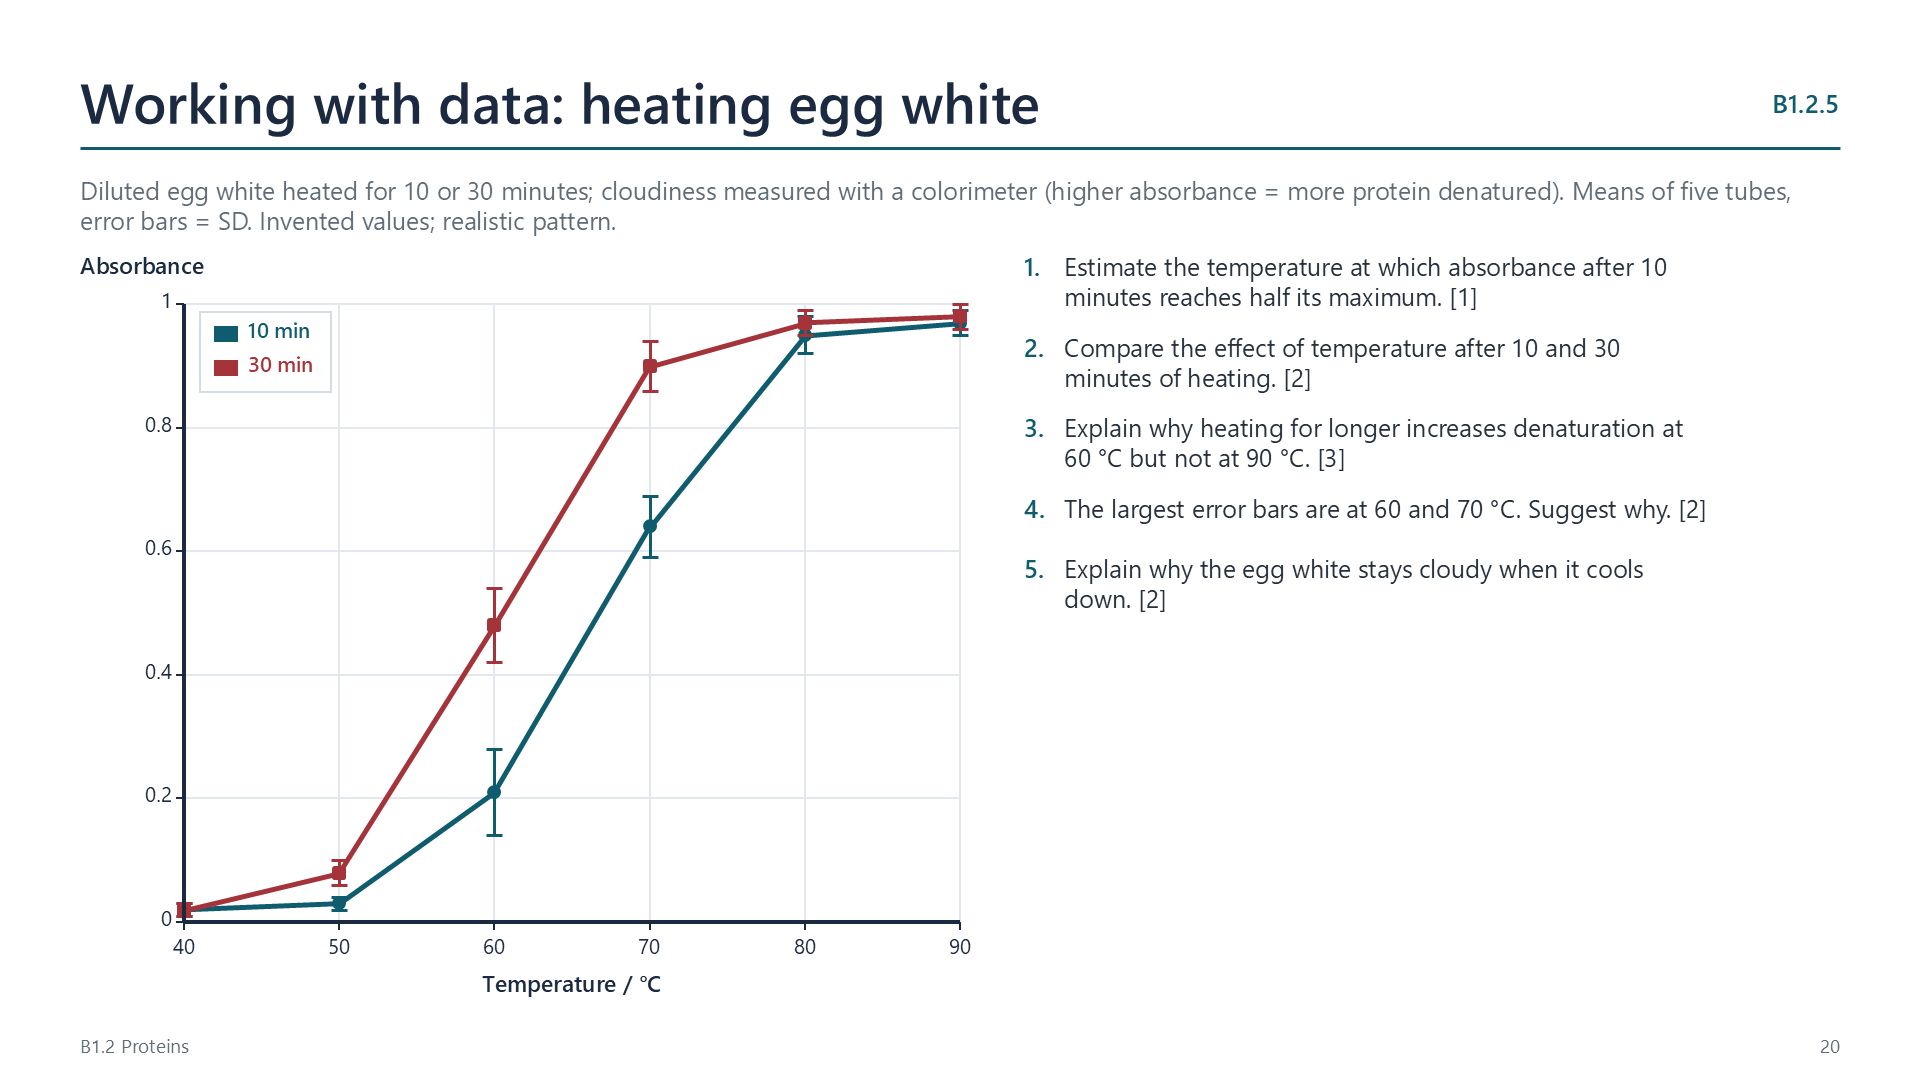 Working with data: heating egg white
B1.2.5
Diluted egg white heated for 10 or 30 minutes; cloudiness measured with a colorimeter (higher absorbance = more protein denatured). Means of five tubes,
error bars = SD. Invented values; realistic pattern.
Absorbance
1
0.8
0.6
0.4
0.2
0
10 min
30 min
40 50 60 70 80 90
Temperature / °C
1. Estimate the temperature at which absorbance after 10
minutes reaches half its maximum. [1]
2. Compare the effect of temperature after 10 and 30
minutes of heating. [2]
3. Explain why heating for longer increases denaturation at
60 °C but not at 90 °C. [3]
4. The largest error bars are at 60 and 70 °C. Suggest why. [2]
5. Explain why the egg white stays cloudy when it cools
down. [2]
B1.2 Proteins
20